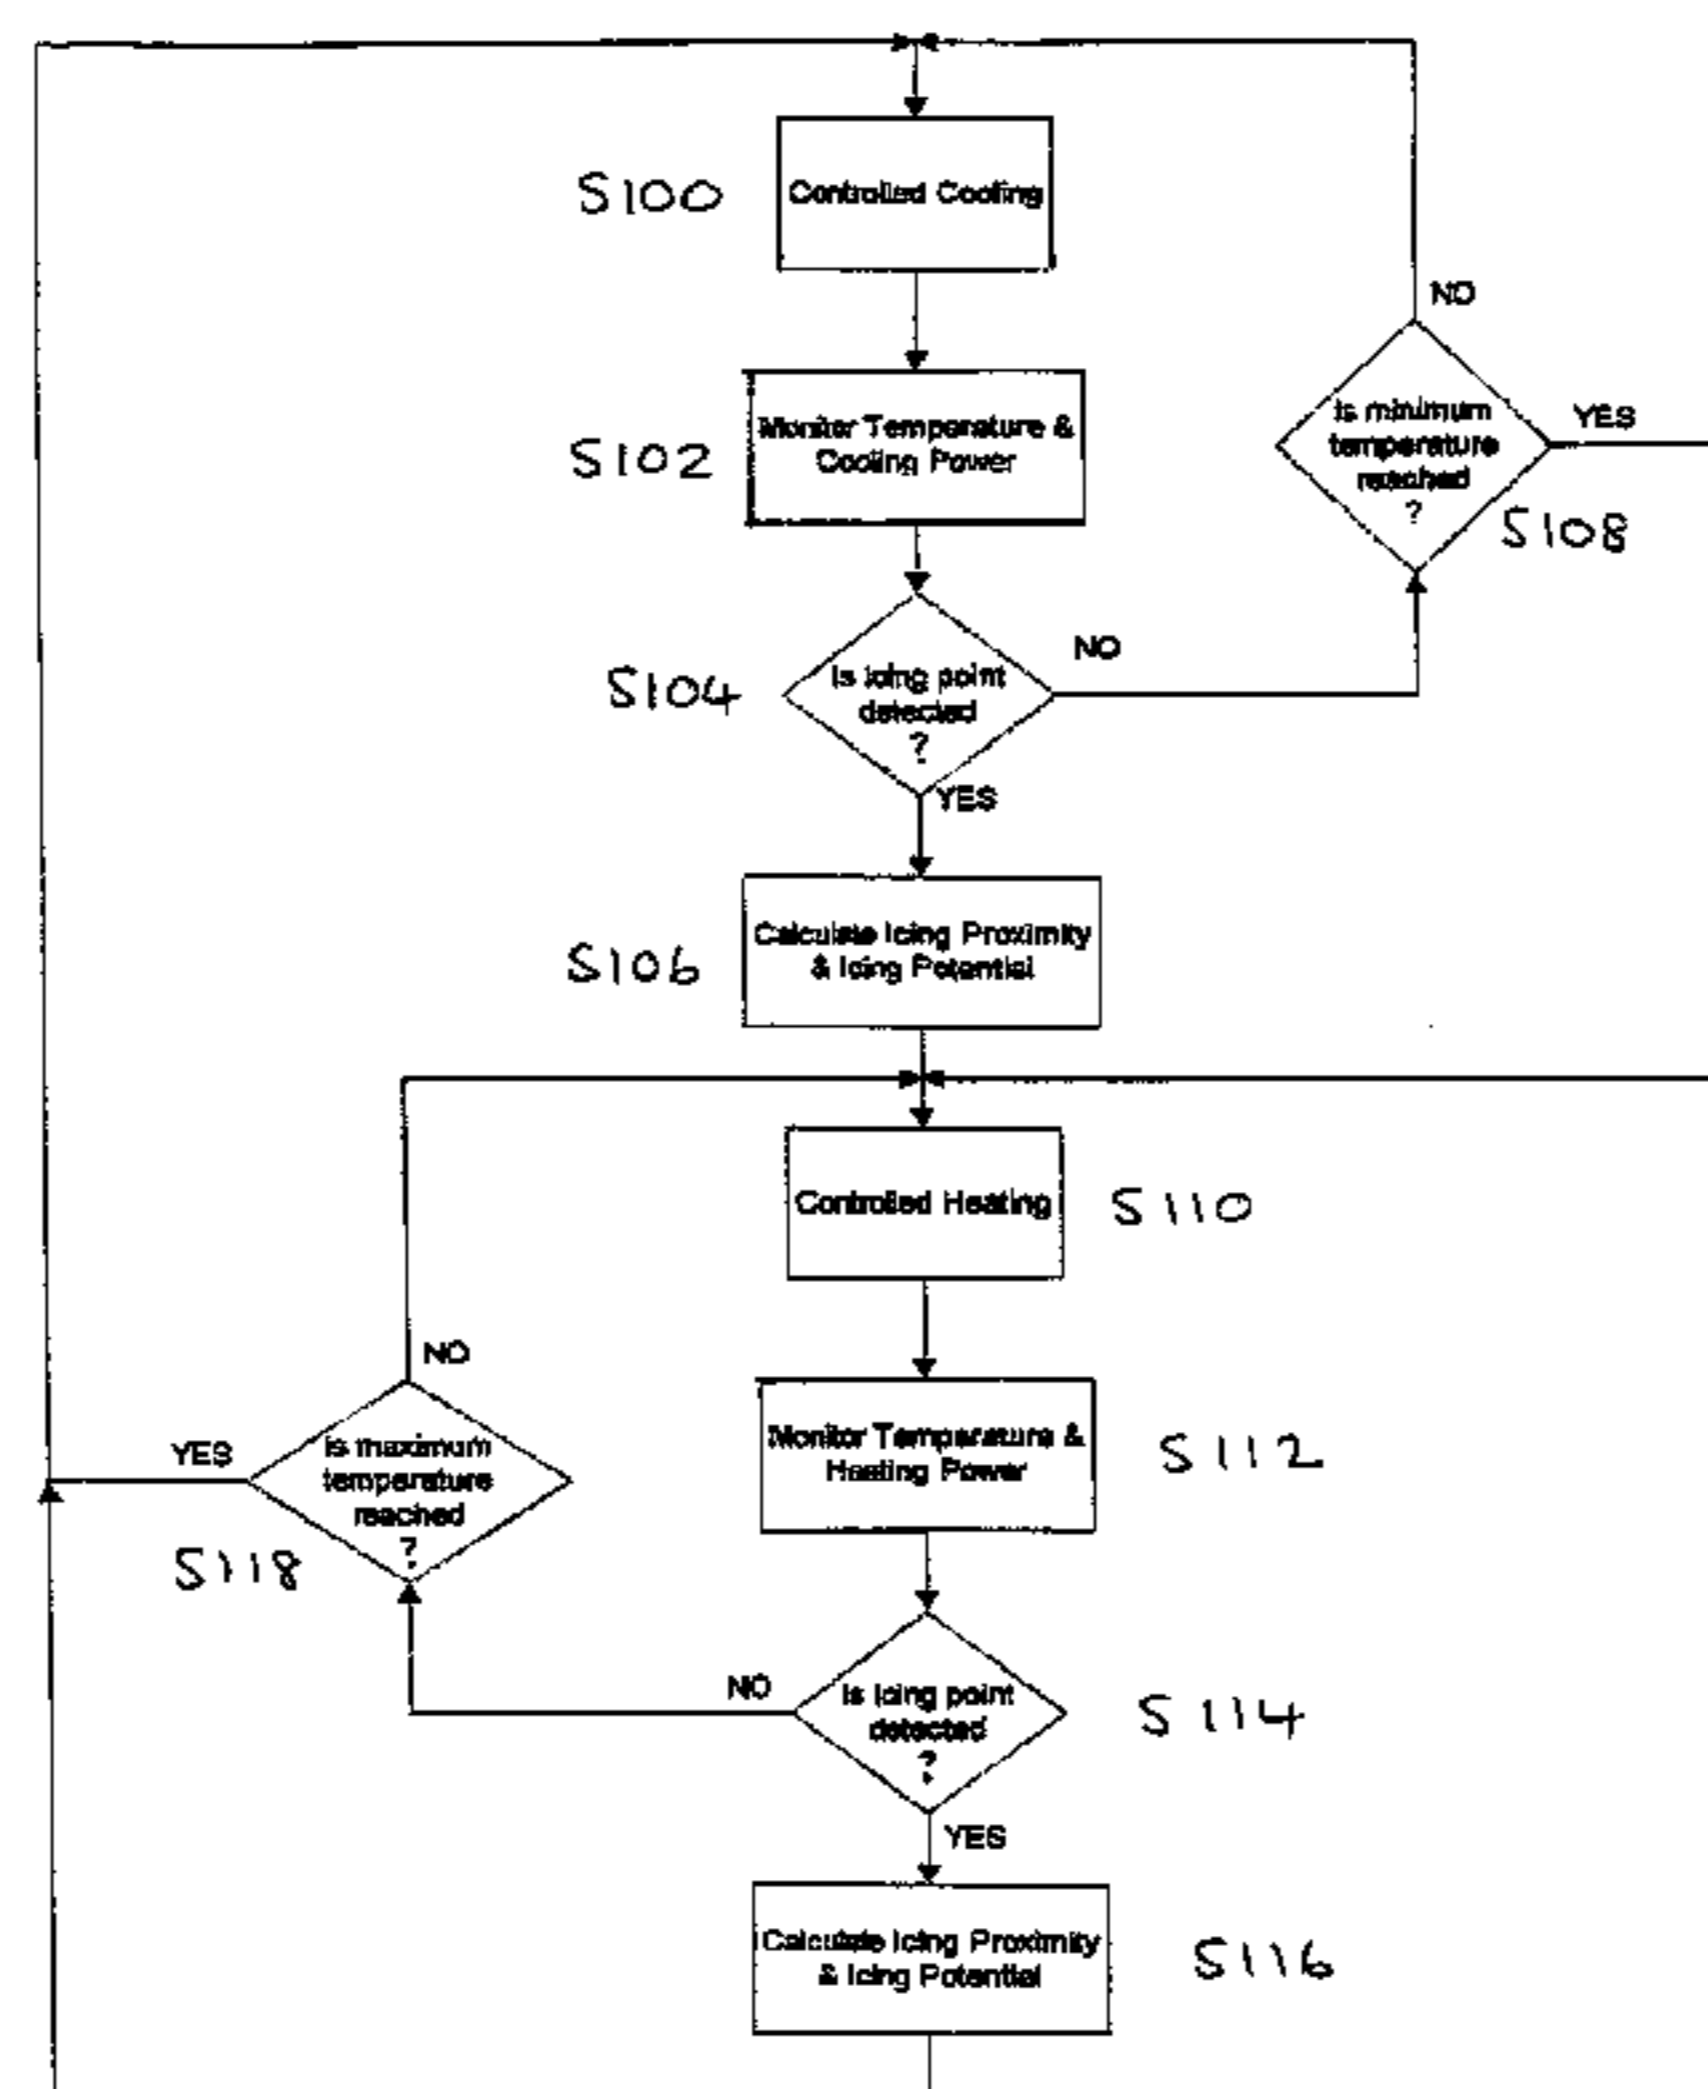 S100
Controlled Cooling
NO
S102
Monitor Temperature &
Cooling Power
Is minimum
temperature
reached
?
YES
S108
S104
Is icing point
detected
?
NO
YES
S106
Calculate Icing Proximity
& Icing Potential
Controlled Heating
S110
NO
Monitor Temperature &
Heating Power
S112
YES
Is maximum
temperature
reached
?
S118
NO
Is icing point
detected
?
S114
YES
Calculate Icing Proximity
& Icing Potential
S116